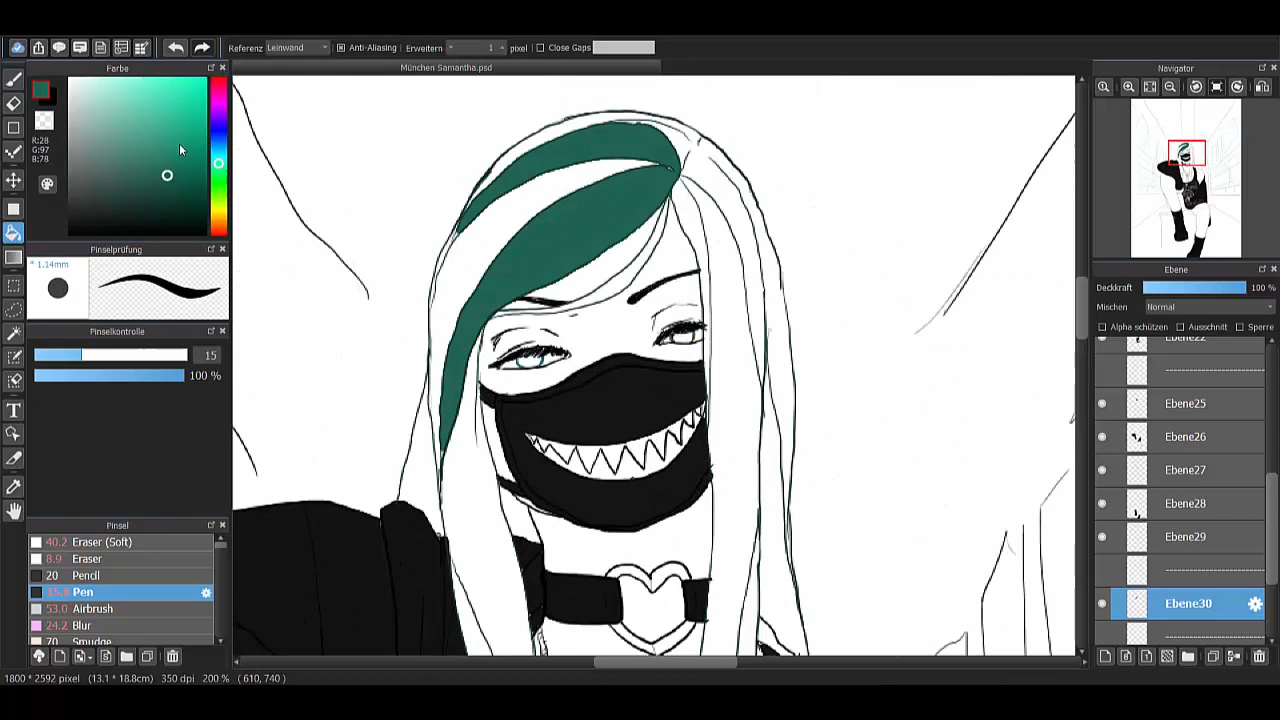 Referenz Leinwand Anti-Aliasing Erweitern 1 pixel Close Gaps
Farbe
München Samantha.psd
Navigator
R:28
G:97
B:78
Pinselprüfung
* 1.14mm
Pinselkontrolle
15
100 %
Ebene
Deckkraft 100 %
Mischen Normal
Alpha schützen Ausschnitt Sperre
Ebene22
Ebene25
Ebene26
Ebene27
Ebene28
Ebene29
Ebene30
Pinsel
40.2 Eraser (Soft)
8.9 Eraser
20 Pencil
15.8 Pen
53.0 Airbrush
24.2 Blur
70 Smudge
1800 * 2592 pixel (13.1 * 18.8cm) 350 dpi 200 % ( 610, 740 )